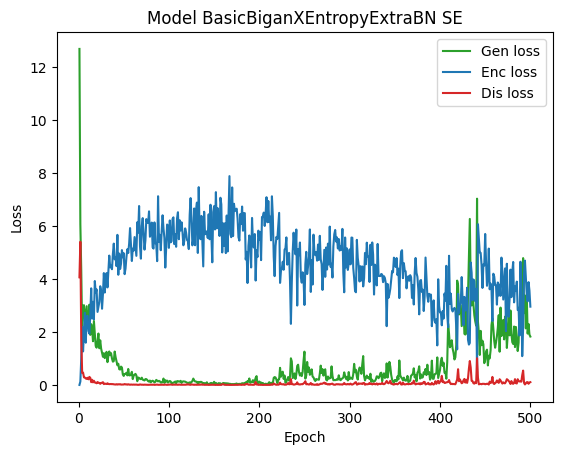 Model BasicBiganXEntropyExtraBN SE
Gen loss
Enc loss
Dis loss
Loss
12
10
8
6
4
2
0
0 100 200 300 400 500
Epoch